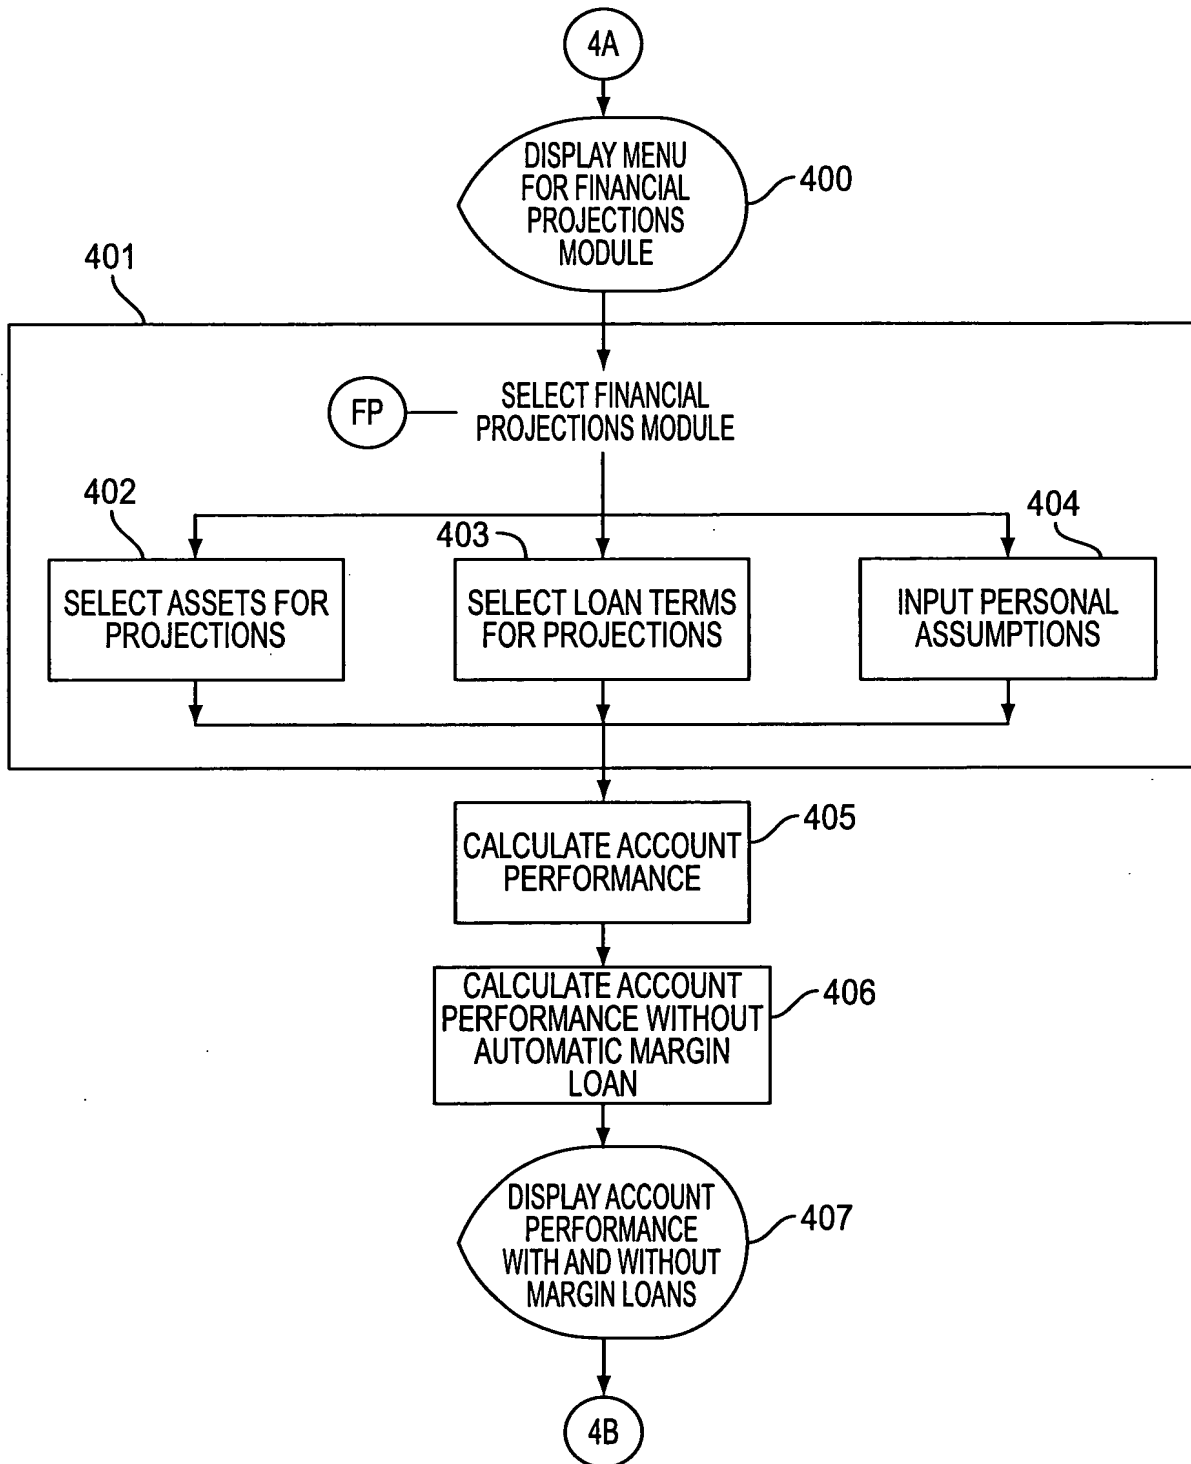 4A
DISPLAY MENU
FOR FINANCIAL
PROJECTIONS
MODULE
400
401
FP
SELECT FINANCIAL
PROJECTIONS MODULE
402
403
404
SELECT ASSETS FOR
PROJECTIONS
SELECT LOAN TERMS
FOR PROJECTIONS
INPUT PERSONAL
ASSUMPTIONS
405
CALCULATE ACCOUNT
PERFORMANCE
406
CALCULATE ACCOUNT
PERFORMANCE WITHOUT
AUTOMATIC MARGIN
LOAN
DISPLAY ACCOUNT
PERFORMANCE
WITH AND WITHOUT
MARGIN LOANS
407
4B